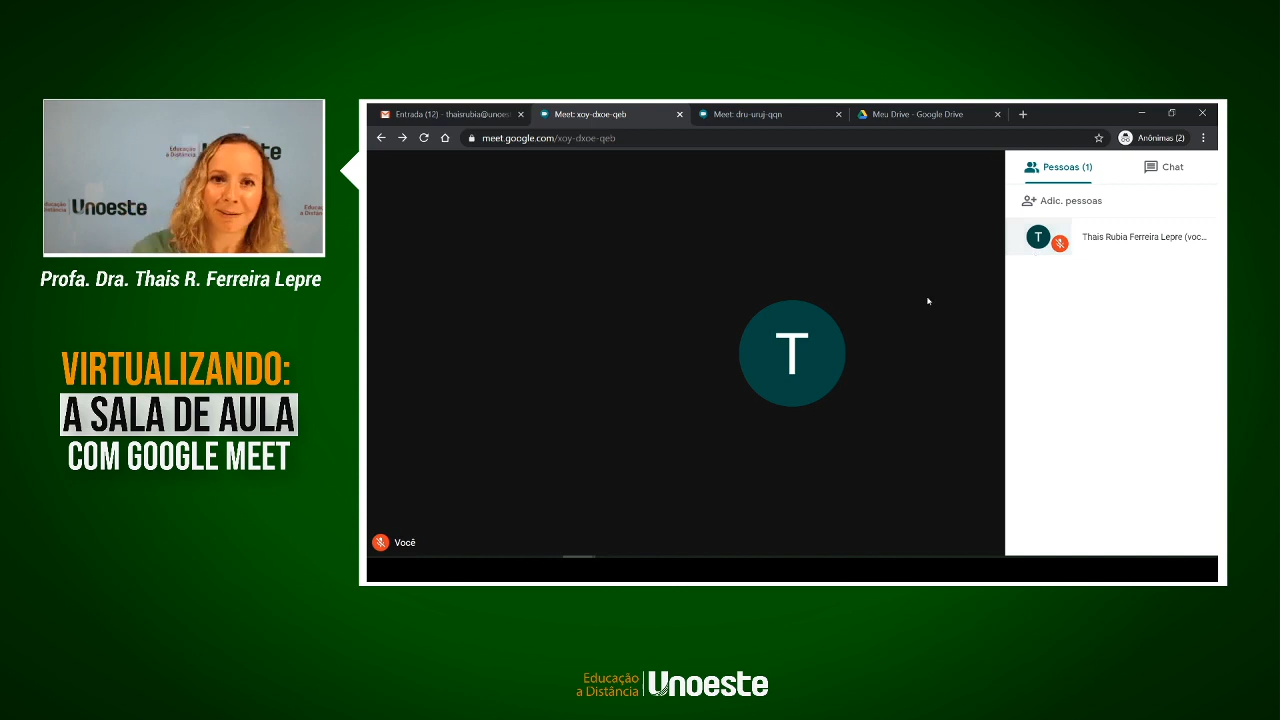 Educação
a Distância
Unoeste
Unoeste
Profa. Dra. Thais R. Ferreira Lepre
VIRTUALIZANDO:
A SALA DE AULA
COM GOOGLE MEET
Entrada (12) - thaisrubia@unoes
Meet: xoy-dxoe-qeb
Meet: dru-uruj-qqn
Meu Drive - Google Drive
meet.google.com/xoy-dxoe-qeb
Anônimas (2)
Pessoas (1)
Chat
Adic. pessoas
T
Thais Rubia Ferreira Lepre (voc...
T
Você
Educação
a Distância
Unoeste